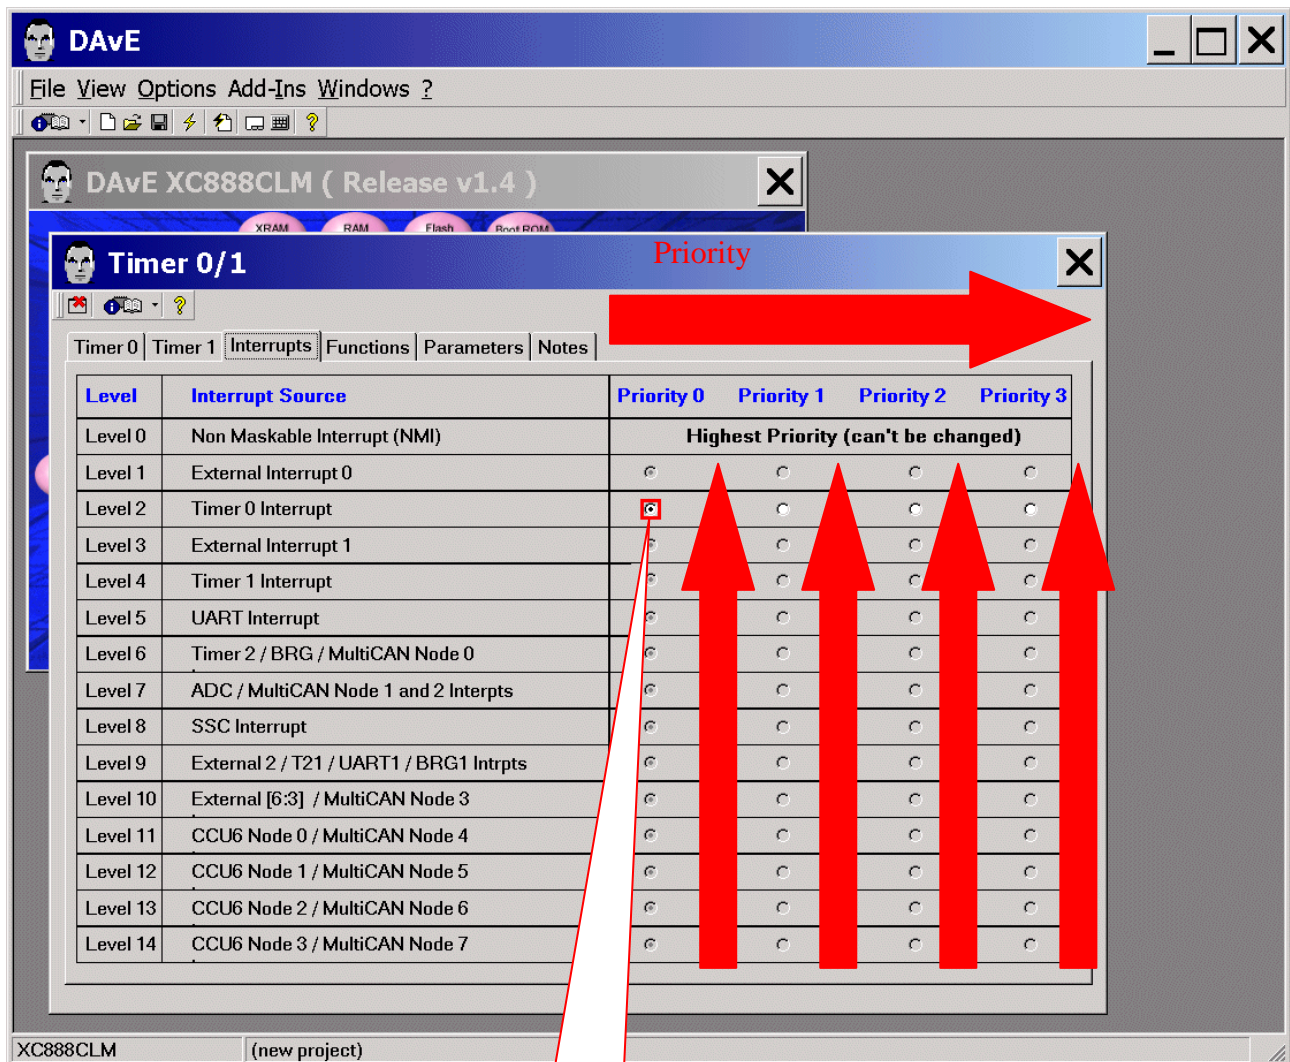 DAvE
File View Options Add-Ins Windows ?
DAvE XC888CLM ( Release v1.4 )
XRAM RAM Flash Boot ROM
Timer 0/1
Priority
Timer 0 Timer 1 Interrupts Functions Parameters Notes
Level Interrupt Source Priority 0 Priority 1 Priority 2 Priority 3
Level 0 Non Maskable Interrupt (NMI) Highest Priority (can't be changed)
Level 1 External Interrupt 0
Level 2 Timer 0 Interrupt
Level 3 External Interrupt 1
Level 4 Timer 1 Interrupt
Level 5 UART Interrupt
Level 6 Timer 2 / BRG / MultiCAN Node 0
Level 7 ADC / MultiCAN Node 1 and 2 Interpts
Level 8 SSC Interrupt
Level 9 External 2 / T21 / UART1 / BRG1 Intrpts
Level 10 External [6:3] / MultiCAN Node 3
Level 11 CCU6 Node 0 / MultiCAN Node 4
Level 12 CCU6 Node 1 / MultiCAN Node 5
Level 13 CCU6 Node 2 / MultiCAN Node 6
Level 14 CCU6 Node 3 / MultiCAN Node 7
XC888CLM (new project)